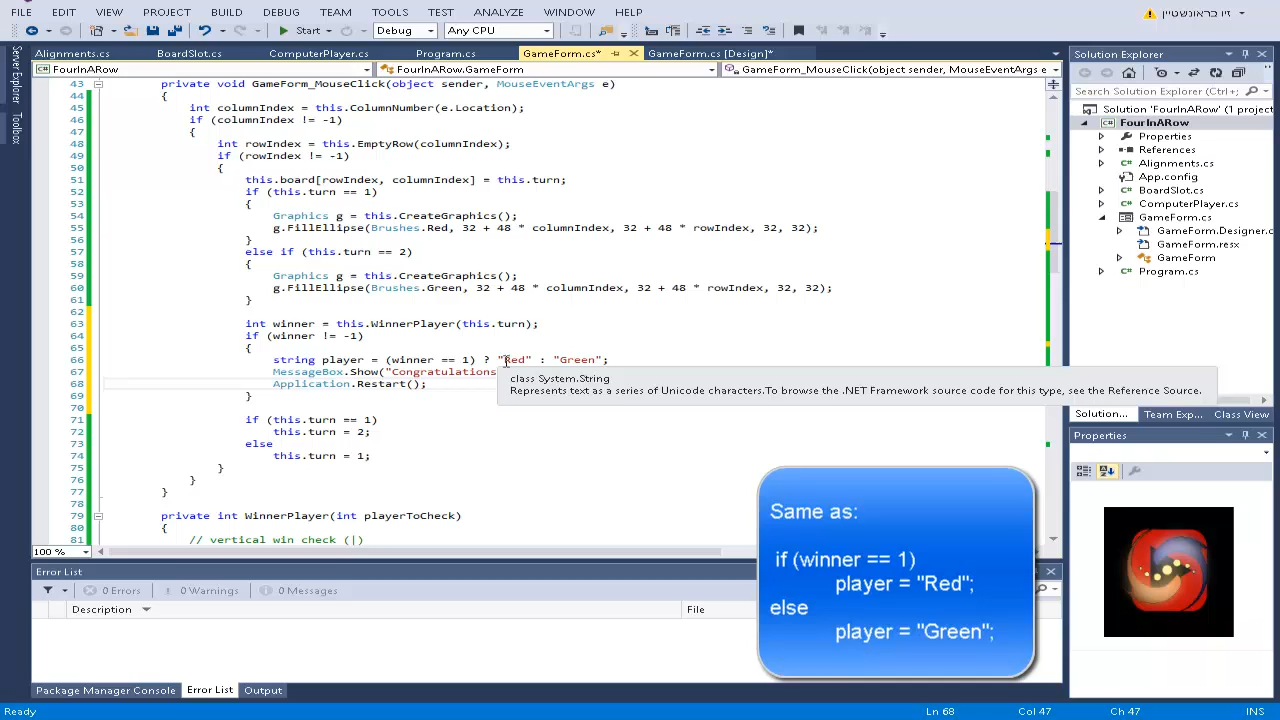 FILE EDIT VIEW PROJECT BUILD DEBUG TEAM TOOLS TEST ANALYZE WINDOW HELP זיו בראונשטיין
Start Debug Any CPU
Alignments.cs BoardSlot.cs ComputerPlayer.cs Program.cs GameForm.cs* GameForm.cs [Design]*
FourInARow FourInARow.GameForm GameForm_MouseClick(object sender, MouseEventArgs e
Server Explorer
Toolbox
43 private void GameForm_MouseClick(object sender, MouseEventArgs e)
44 {
45 int columnIndex = this.ColumnNumber(e.Location);
46 if (columnIndex != -1)
47 {
48 int rowIndex = this.EmptyRow(columnIndex);
49 if (rowIndex != -1)
50 {
51 this.board[rowIndex, columnIndex] = this.turn;
52 if (this.turn == 1)
53 {
54 Graphics g = this.CreateGraphics();
55 g.FillEllipse(Brushes.Red, 32 + 48 * columnIndex, 32 + 48 * rowIndex, 32, 32);
56 }
57 else if (this.turn == 2)
58 {
59 Graphics g = this.CreateGraphics();
60 g.FillEllipse(Brushes.Green, 32 + 48 * columnIndex, 32 + 48 * rowIndex, 32, 32);
61 }
62
63 int winner = this.WinnerPlayer(this.turn);
64 if (winner != -1)
65 {
66 string player = (winner == 1) ? "Red" : "Green";
67 MessageBox.Show("Congratulations
68 Application.Restart();
69 }
70
71 if (this.turn == 1)
72 this.turn = 2;
73 else
74 this.turn = 1;
75 }
76 }
77 }
78
79 private int WinnerPlayer(int playerToCheck)
80 {
81 // vertical win check (|)
class System.String
Represents text as a series of Unicode characters.To browse the .NET Framework source code for this type, see the Reference Source.
Same as:
if (winner == 1)
player = "Red";
else
player = "Green";
100 %
Error List
0 Errors 0 Warnings 0 Messages
Description File
Package Manager Console Error List Output
Solution Explorer
Search Solution Explorer (Ctrl+;
Solution 'FourInARow' (1 project
FourInARow
Properties
References
Alignments.cs
App.config
BoardSlot.cs
ComputerPlayer.cs
GameForm.cs
GameForm.Designer.c
GameForm.resx
GameForm
Program.cs
Solution... Team Exp... Class View
Properties
Ready Ln 68 Col 47 Ch 47 INS